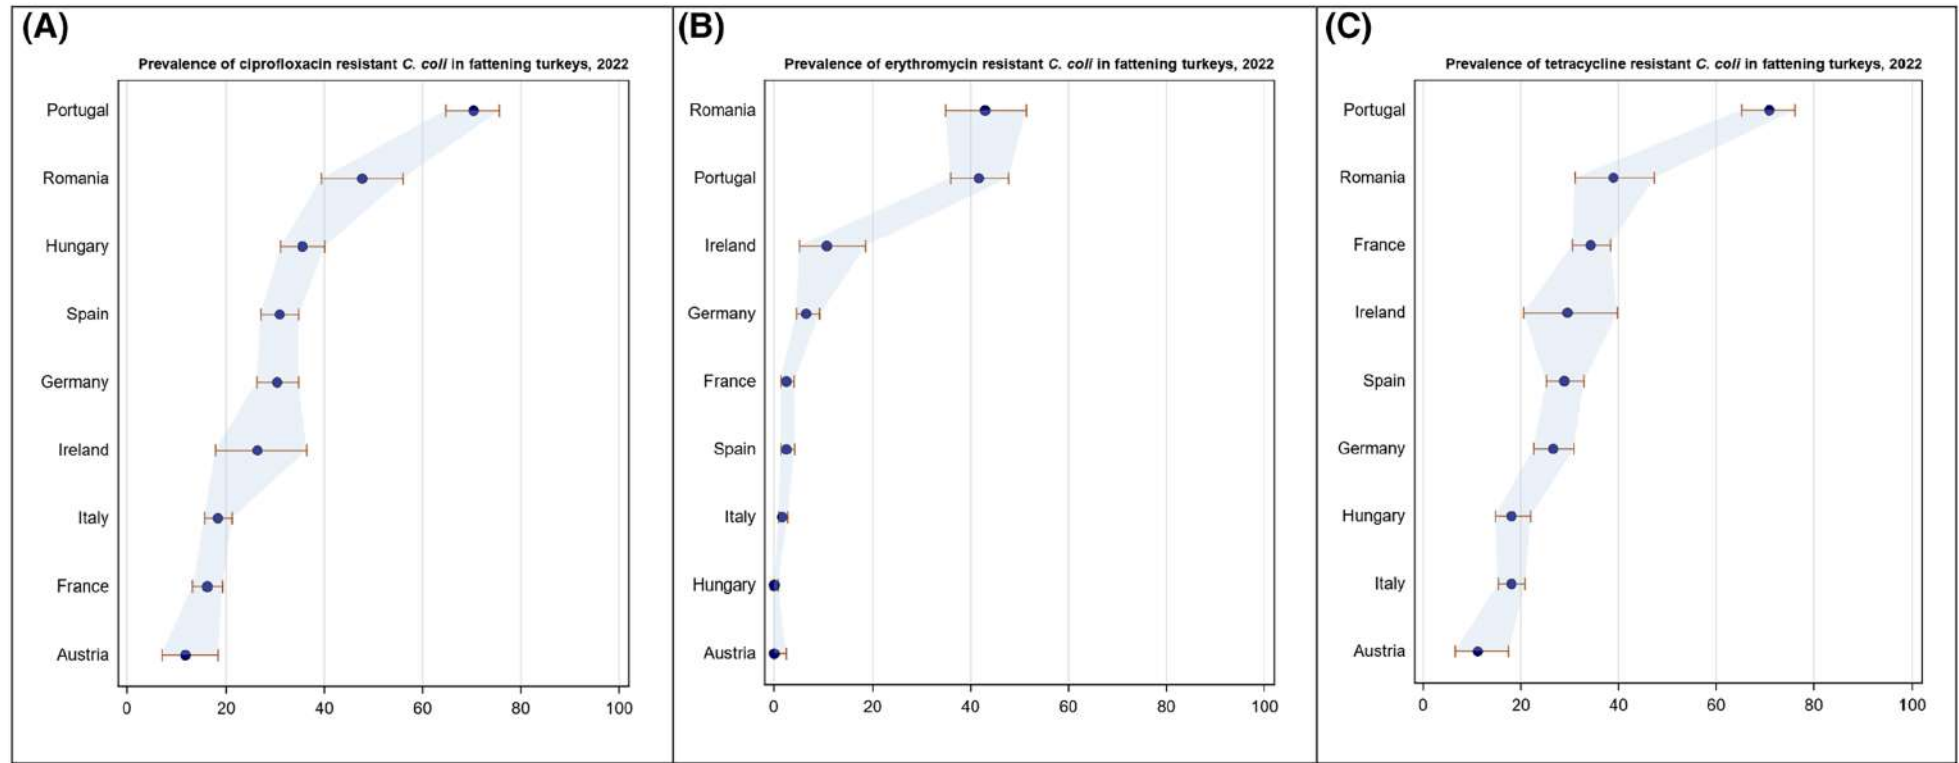 (A)
Prevalence of ciprofloxacin resistant C. coli in fattening turkeys, 2022
Portugal
Romania
Hungary
Spain
Germany
Ireland
Italy
France
Austria
0 20 40 60 80 100
(B)
Prevalence of erythromycin resistant C. coli in fattening turkeys, 2022
Romania
Portugal
Ireland
Germany
France
Spain
Italy
Hungary
Austria
0 20 40 60 80 100
(C)
Prevalence of tetracycline resistant C. coli in fattening turkeys, 2022
Portugal
Romania
France
Ireland
Spain
Germany
Hungary
Italy
Austria
0 20 40 60 80 100